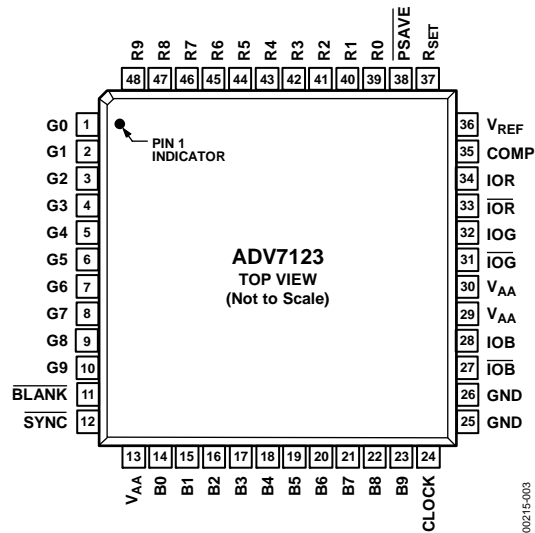 R9 R8 R7 R6 R5 R4 R3 R2 R1 R0 PSAVE RSET
48 47 46 45 44 43 42 41 40 39 38 37
G0 1
G1 2
G2 3
G3 4
G4 5
G5 6
G6 7
G7 8
G8 9
G9 10
BLANK 11
SYNC 12
PIN 1
INDICATOR
ADV7123
TOP VIEW
(Not to Scale)
36 VREF
35 COMP
34 IOR
33 IOR
32 IOG
31 IOG
30 VAA
29 VAA
28 IOB
27 IOB
26 GND
25 GND
13 14 15 16 17 18 19 20 21 22 23 24
VAA B0 B1 B2 B3 B4 B5 B6 B7 B8 B9 CLOCK
00215-003